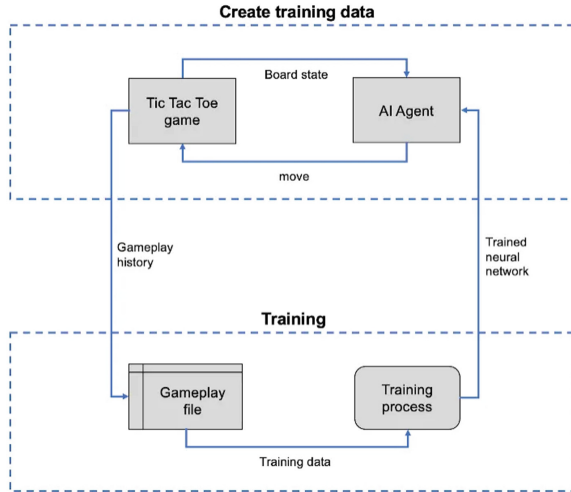 Create training data
Board state
Tic Tac Toe
game
AI Agent
move
Gameplay
history
Trained
neural
network
Training
Gameplay
file
Training
process
Training data